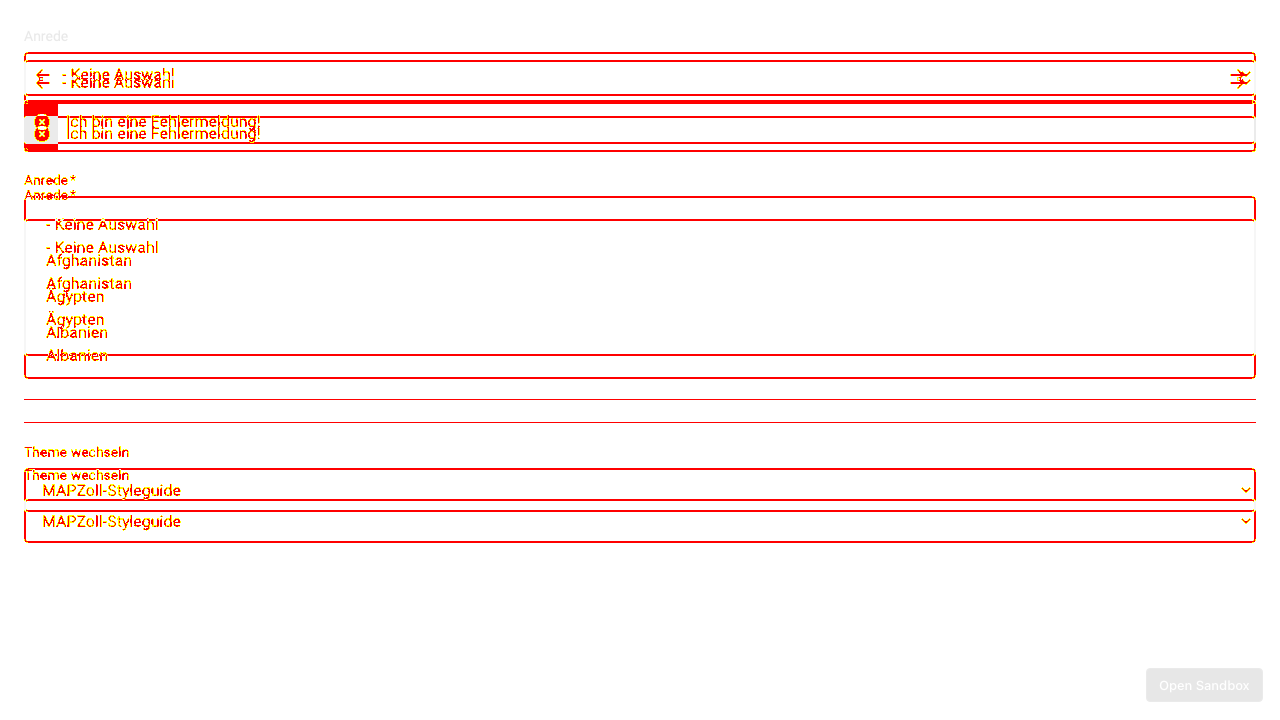 Anrede
- Keine Auswahl
- Keine Auswahl
Ich bin eine Fehlermeldung!
Ich bin eine Fehlermeldung!
Anrede*
Anrede*
- Keine Auswahl
- Keine Auswahl
Afghanistan
Afghanistan
Ägypten
Ägypten
Albanien
Albanien
Theme wechseln
Theme wechseln
MAPZoll-Styleguide
MAPZoll-Styleguide
Open Sandbox